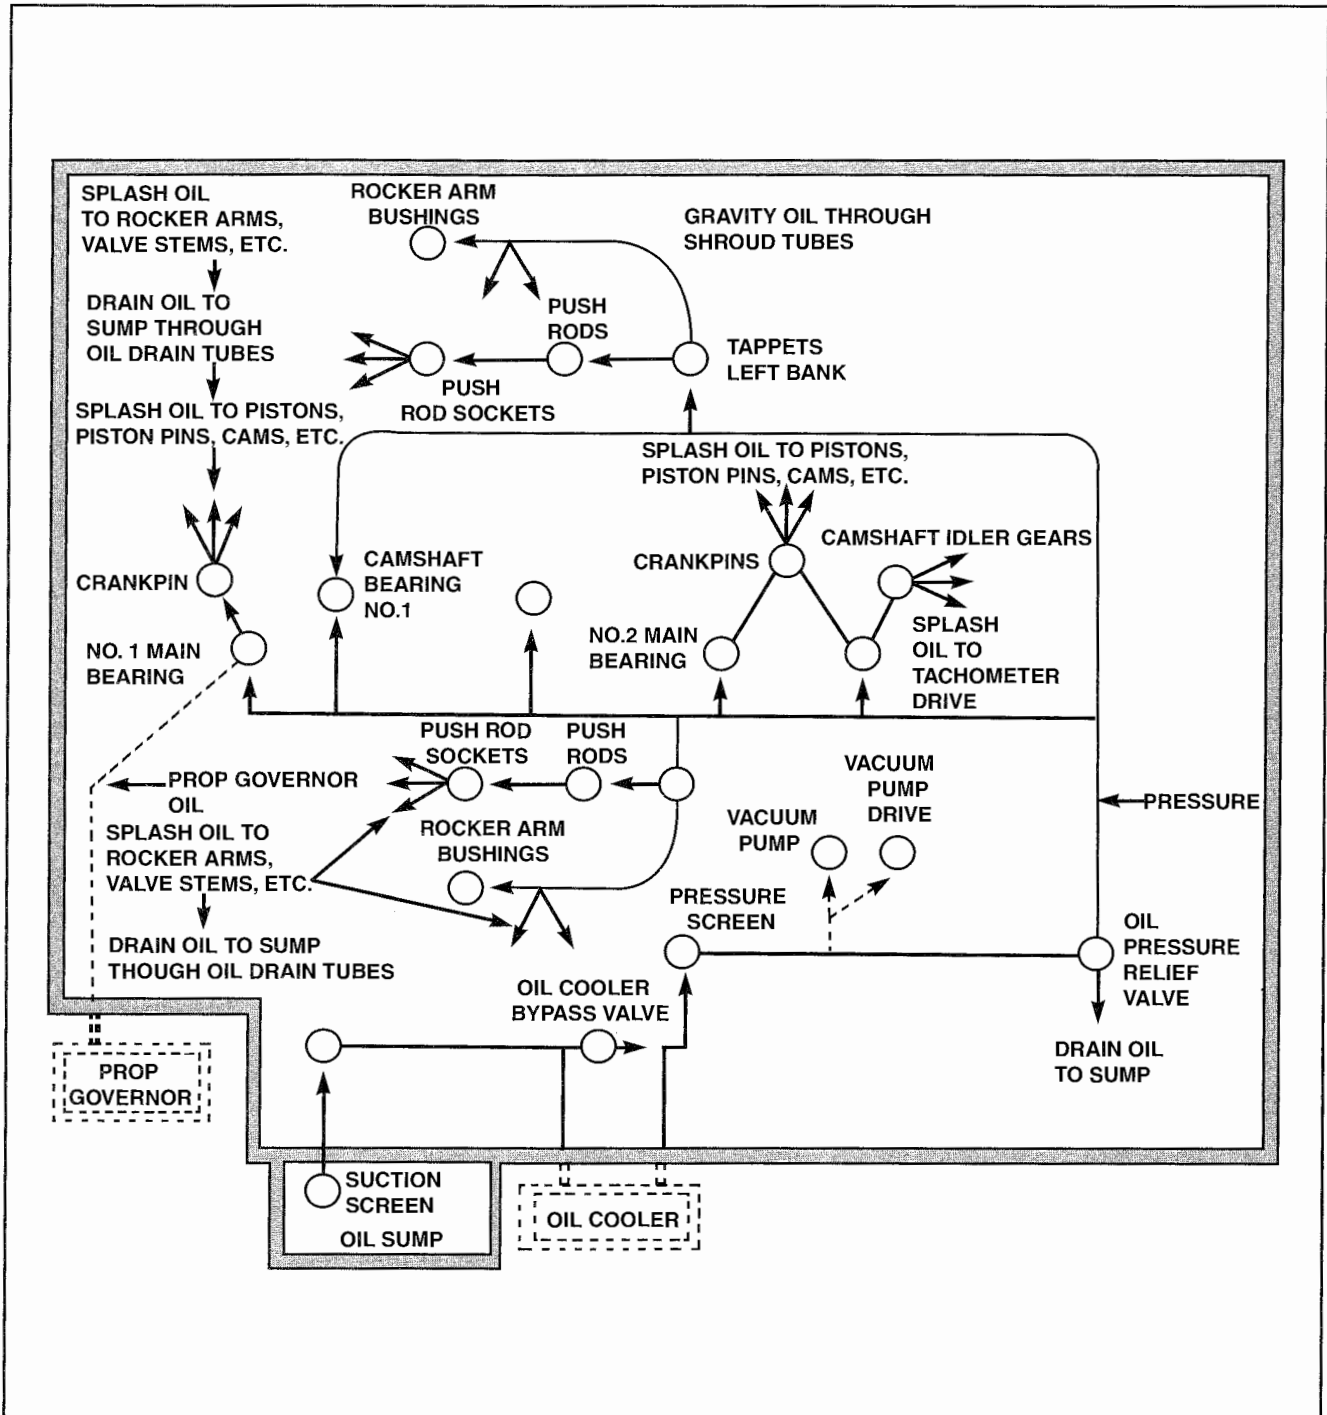 SPLASH OIL
TO ROCKER ARMS,
VALVE STEMS, ETC.
DRAIN OIL TO
SUMP THROUGH
OIL DRAIN TUBES
SPLASH OIL TO PISTONS,
PISTON PINS, CAMS, ETC.
CRANKPIN
NO. 1 MAIN
BEARING
ROCKER ARM
BUSHINGS
GRAVITY OIL THROUGH
SHROUD TUBES
PUSH
RODS
TAPPETS
LEFT BANK
PUSH
ROD SOCKETS
SPLASH OIL TO PISTONS,
PISTON PINS, CAMS, ETC.
CAMSHAFT
BEARING
NO.1
CRANKPINS
CAMSHAFT IDLER GEARS
NO.2 MAIN
BEARING
SPLASH
OIL TO
TACHOMETER
DRIVE
PUSH ROD
SOCKETS
PUSH
RODS
PROP GOVERNOR
OIL
SPLASH OIL TO
ROCKER ARMS,
VALVE STEMS, ETC.
DRAIN OIL TO SUMP
THOUGH OIL DRAIN TUBES
ROCKER ARM
BUSHINGS
VACUUM
PUMP
VACUUM
PUMP
DRIVE
PRESSURE
PRESSURE
SCREEN
OIL
PRESSURE
RELIEF
VALVE
OIL COOLER
BYPASS VALVE
DRAIN OIL
TO SUMP
PROP
GOVERNOR
SUCTION
SCREEN
OIL SUMP
OIL COOLER